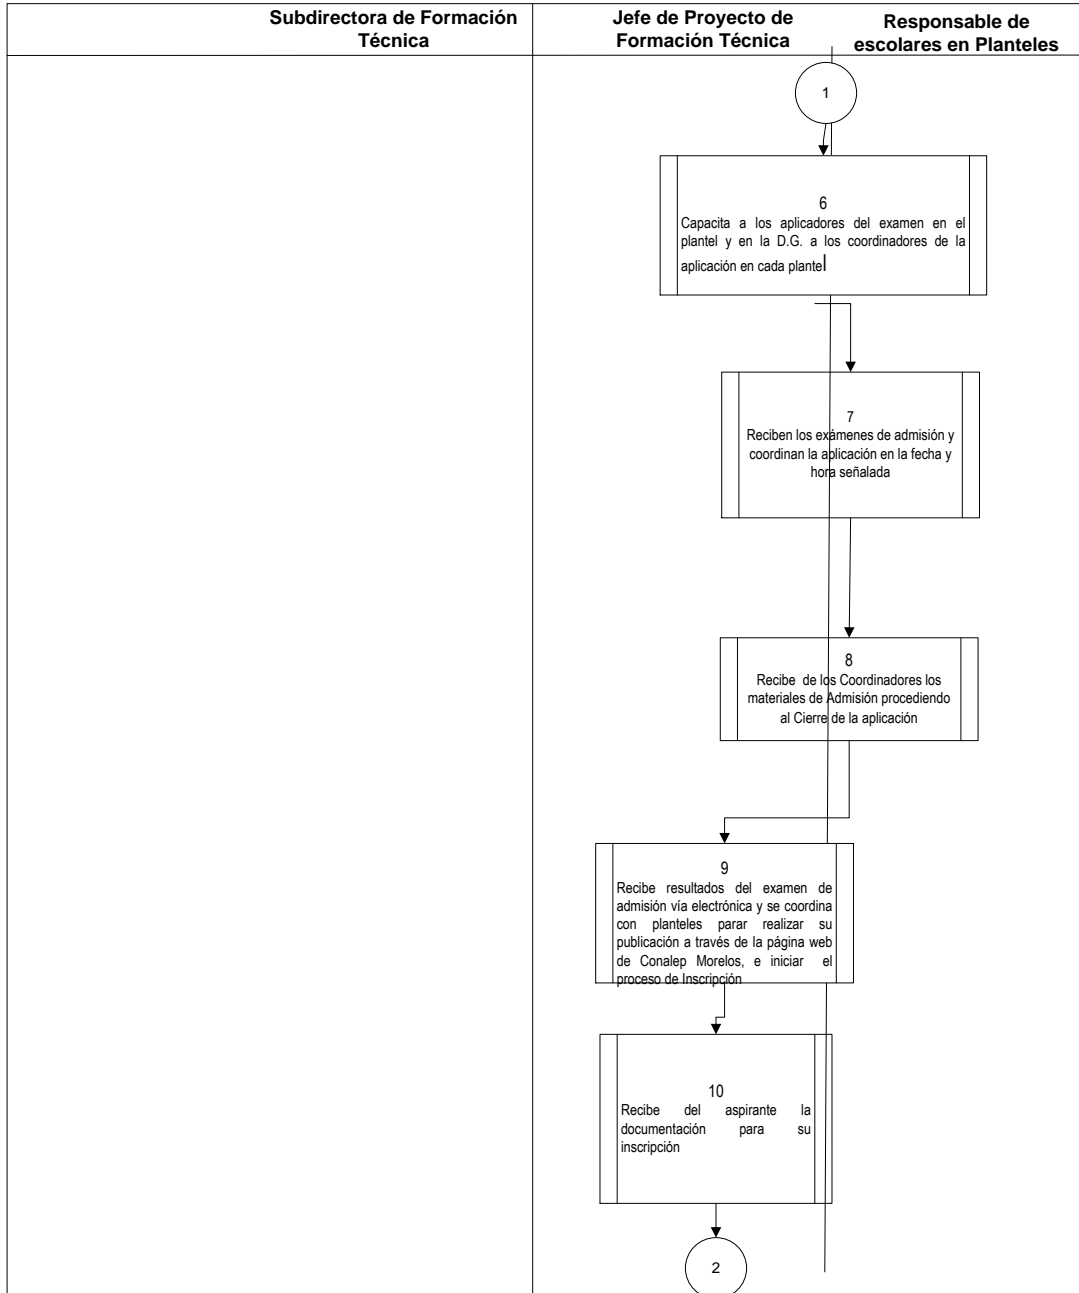 Subdirectora de Formación
Técnica
Jefe de Proyecto de
Formación Técnica
Responsable de
escolares en Planteles
1
6
Capacita a los aplicadores del examen en el
plantel y en la D.G. a los coordinadores de la
aplicación en cada plantel
7
Reciben los exámenes de admisión y
coordinan la aplicación en la fecha y
hora señalada
8
Recibe de los Coordinadores los
materiales de Admisión procediendo
al Cierre de la aplicación
9
Recibe resultados del examen de
admisión vía electrónica y se coordina
con planteles parar realizar su
publicación a través de la página web
de Conalep Morelos, e iniciar el
proceso de Inscripción
10
Recibe del aspirante la
documentación para su
inscripción
2